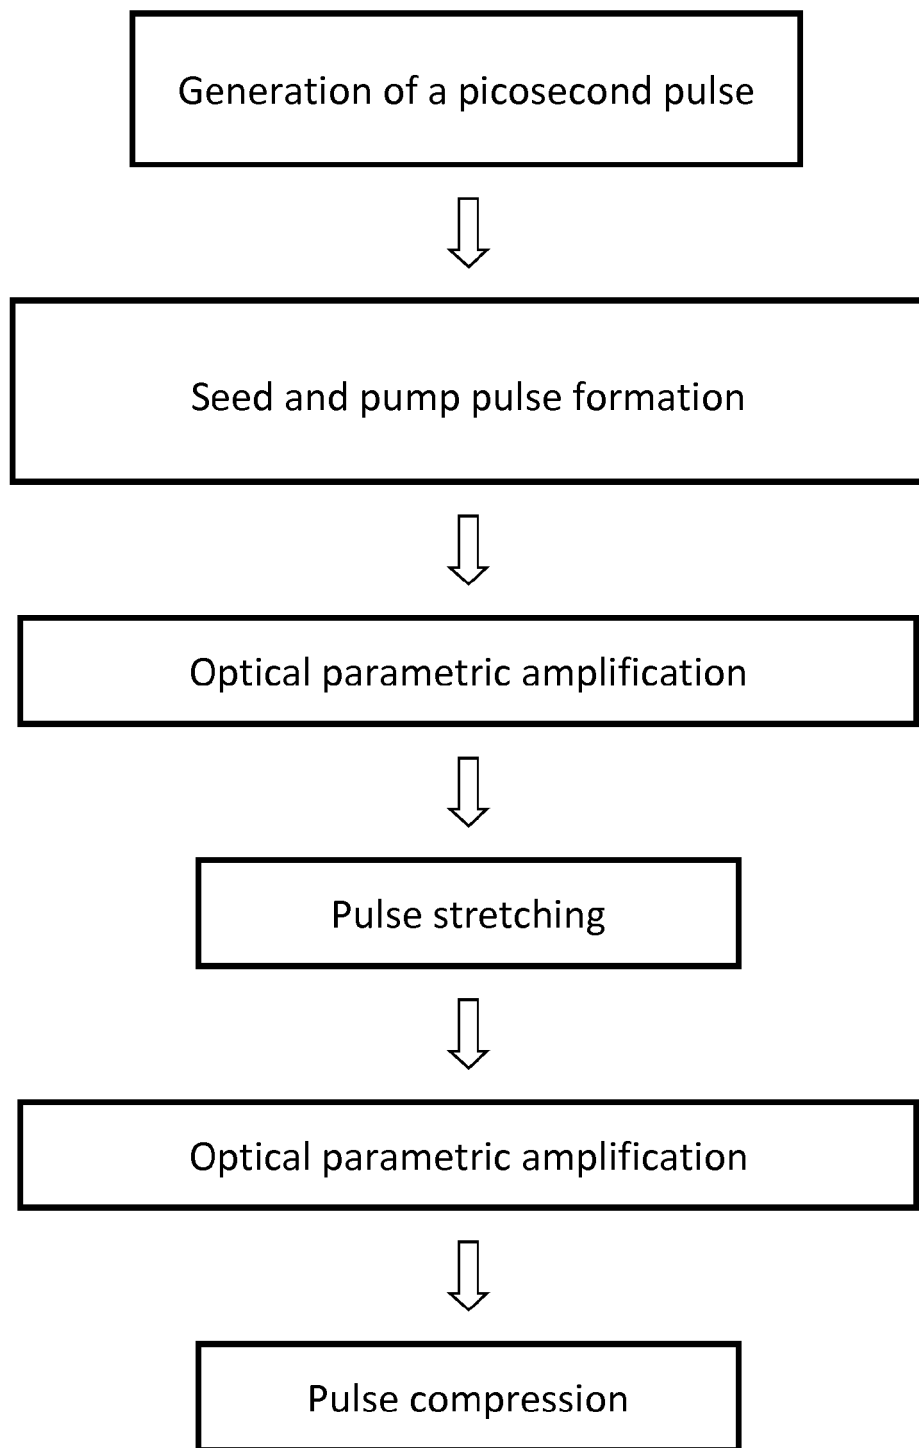 Generation of a picosecond pulse
Seed and pump pulse formation
Optical parametric amplification
Pulse stretching
Optical parametric amplification
Pulse compression